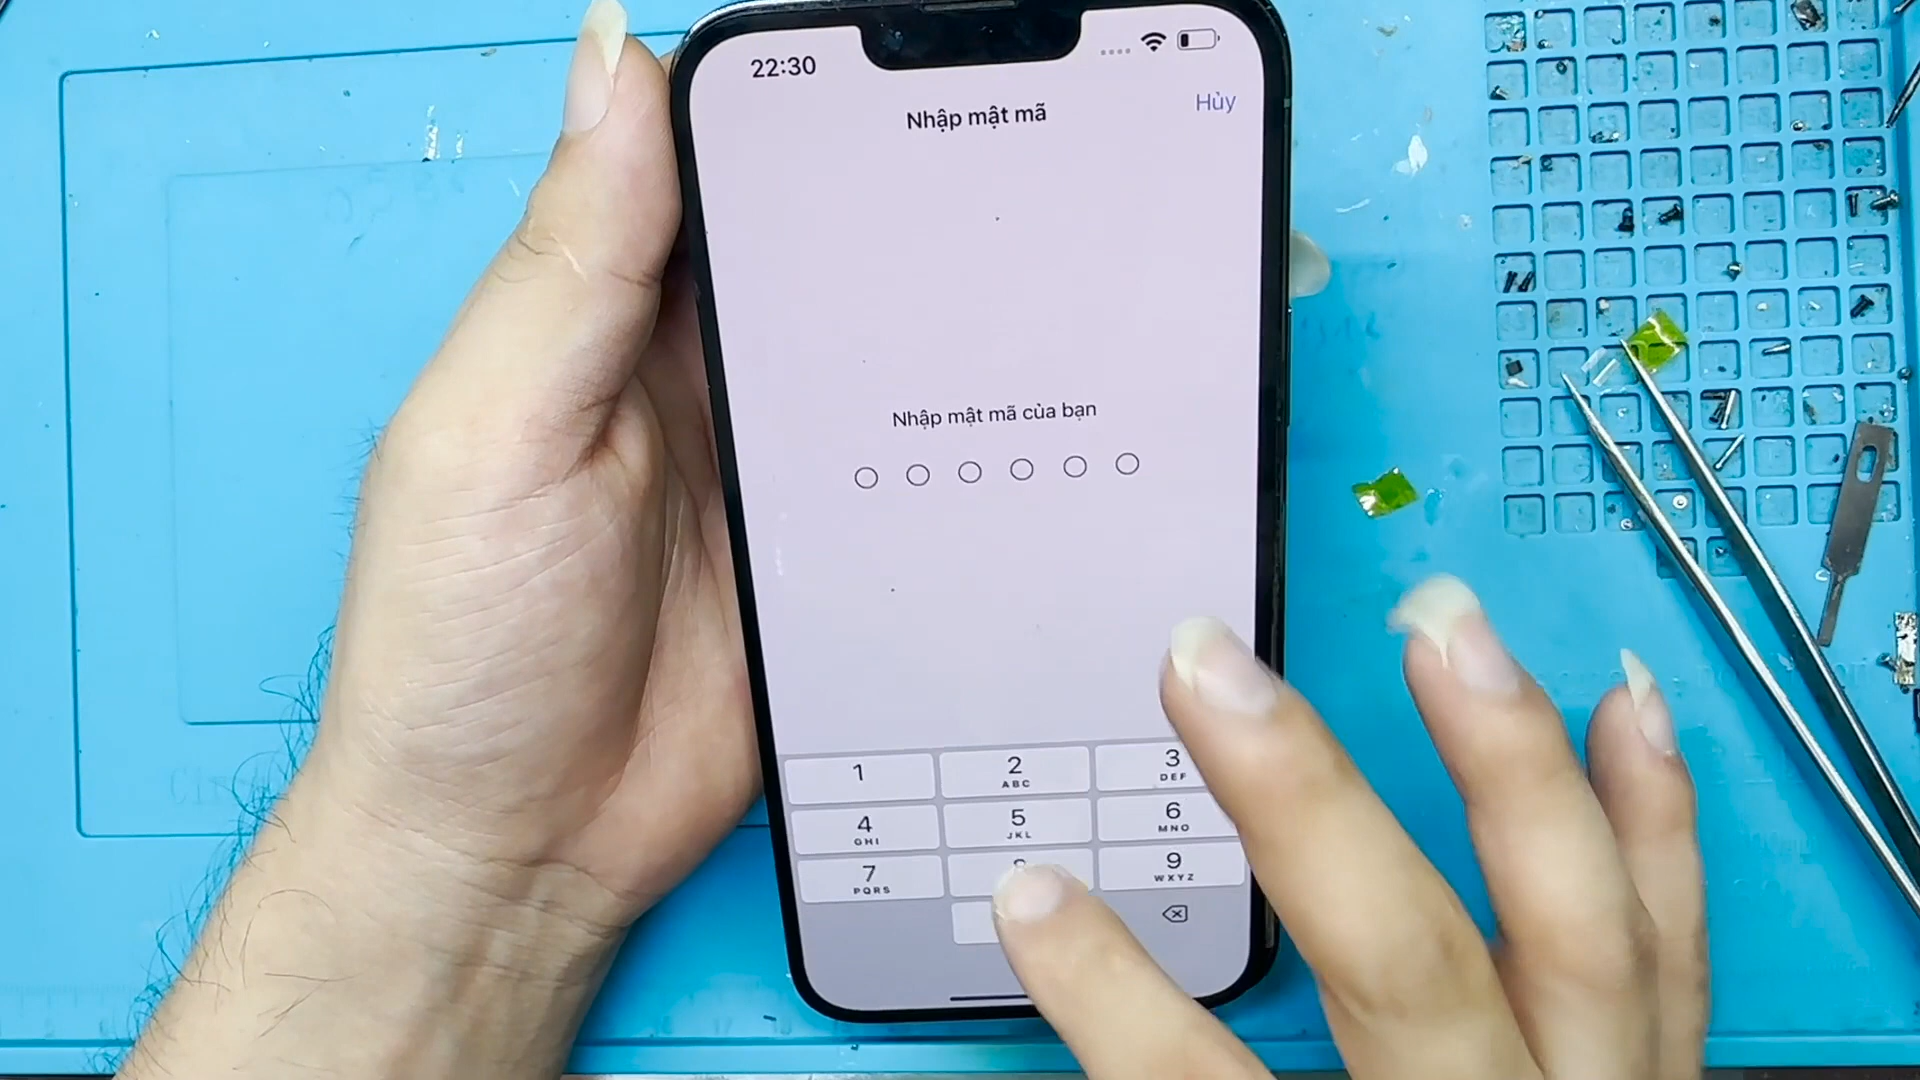 22:30
Nhập mật mã
Hủy
Nhập mật mã của bạn
1
2
ABC
3
DEF
4
GHI
5
JKL
6
MNO
7
PQRS
9
WXYZ